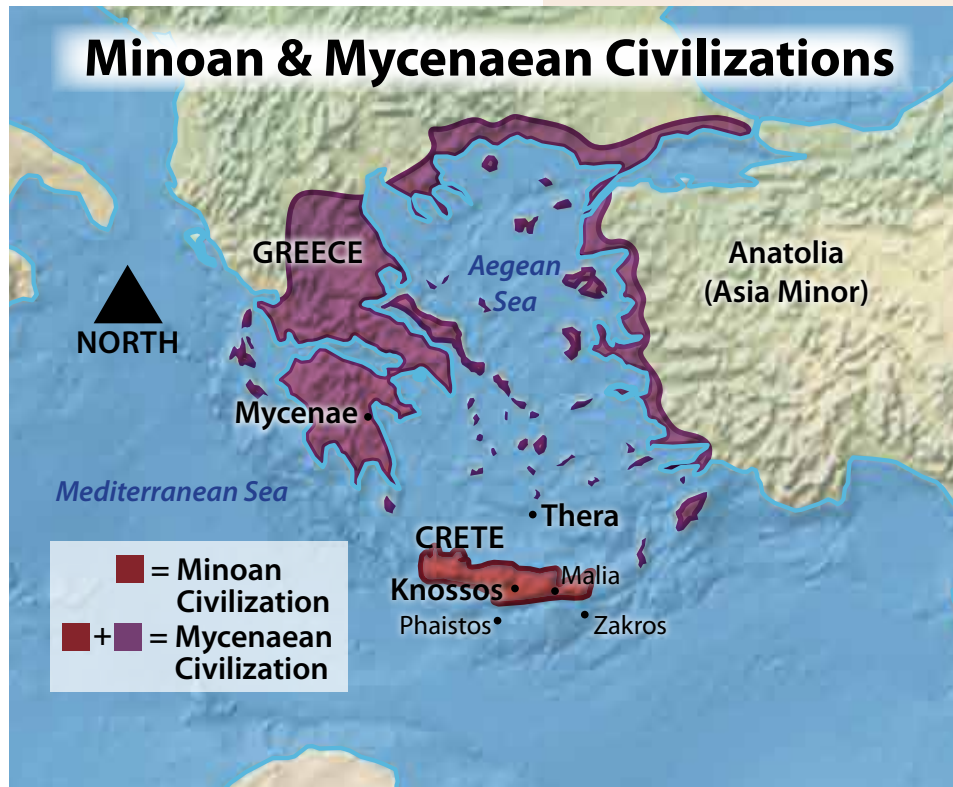 Minoan & Mycenaean Civilizations
GREECE
Aegean
Sea
Anatolia
(Asia Minor)
NORTH
Mycenae
Mediterranean Sea
Thera
CRETE
Knossos
Malia
Phaistos
Zakros
= Minoan
Civilization
+ = Mycenaean
Civilization